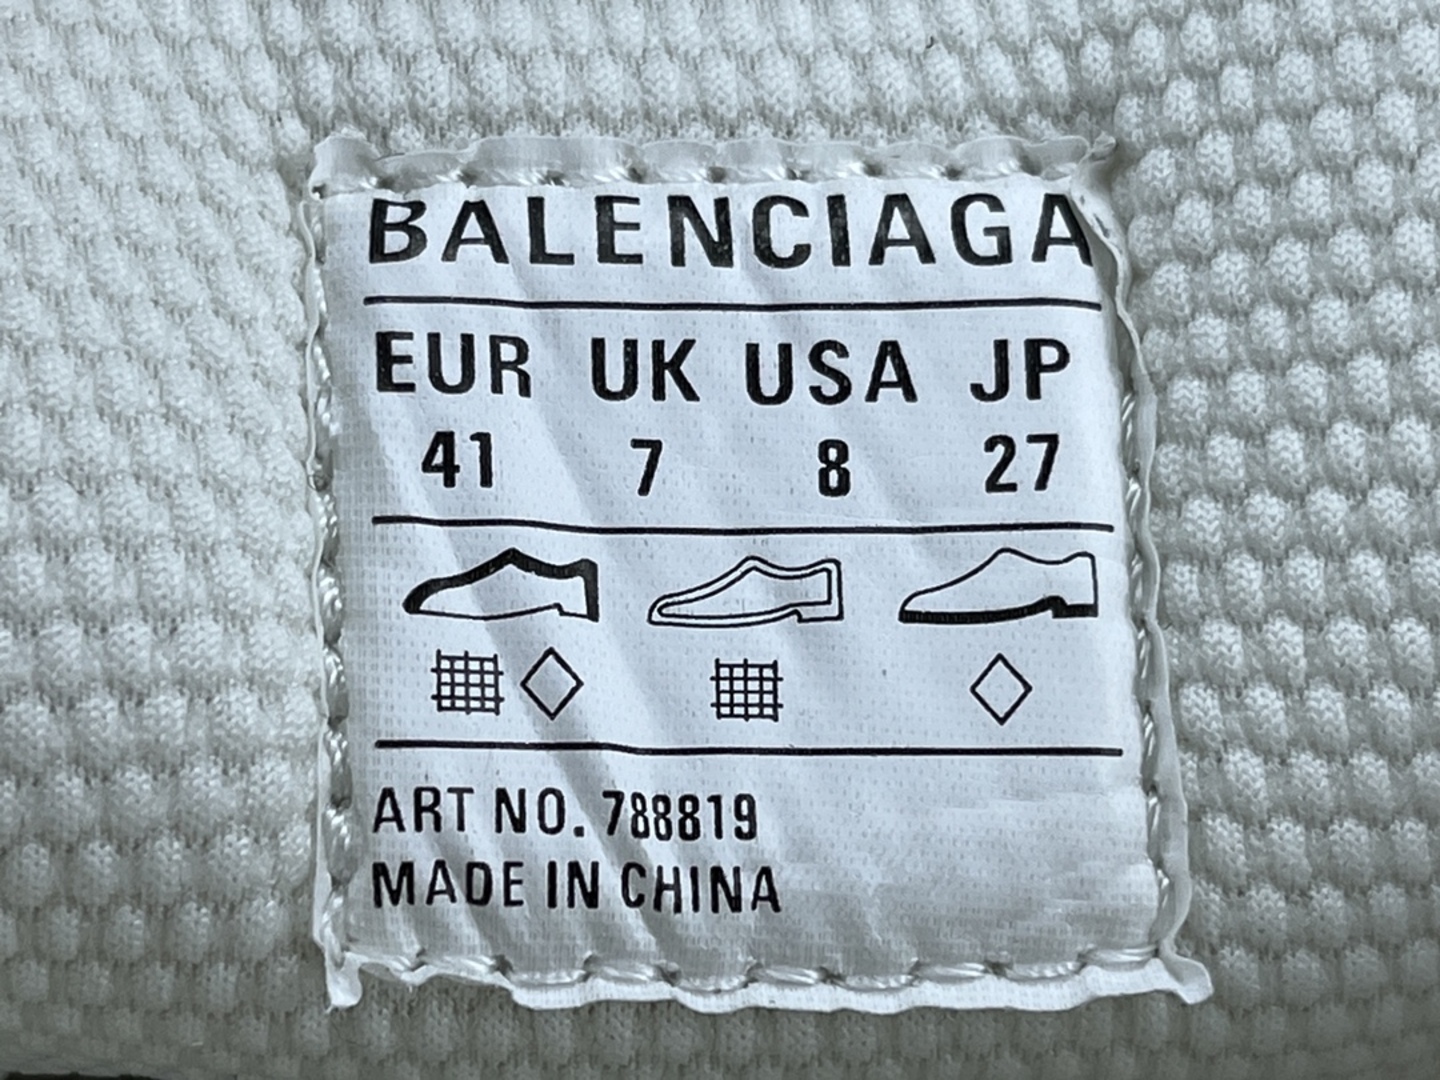 BALENCIAGA
EUR UK USA JP
41 7 8 27
ART NO. 788819
MADE IN CHINA